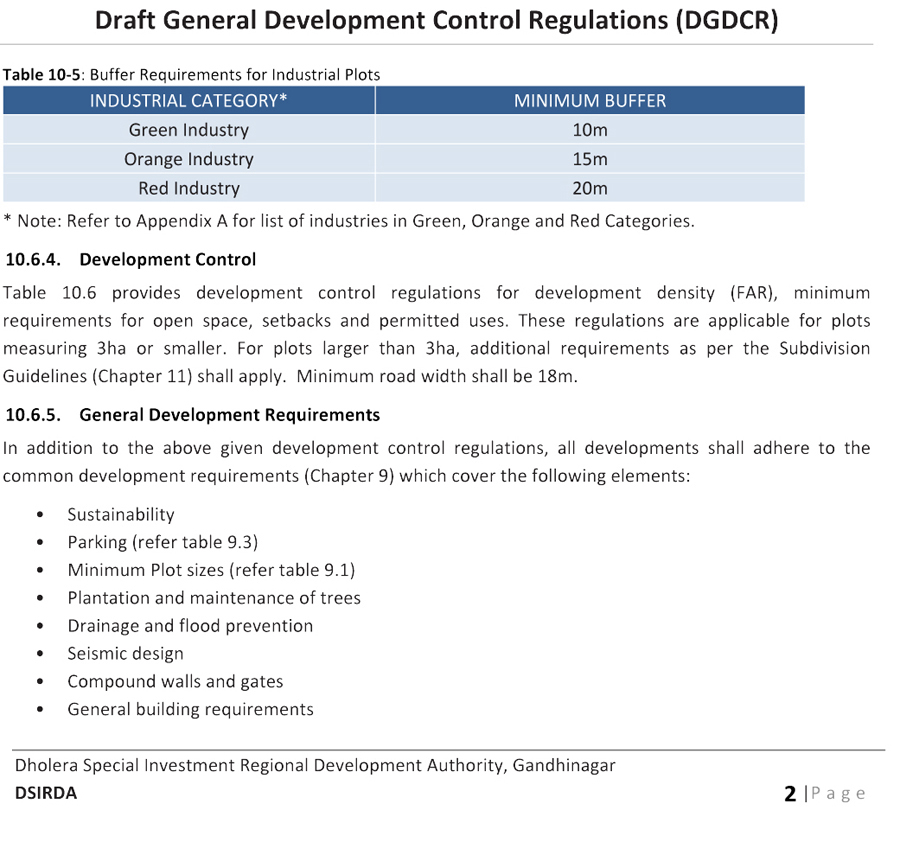 Draft General Development Control Regulations (DGDCR)
Table 10-5: Buffer Requirements for Industrial Plots
INDUSTRIAL CATEGORY* MINIMUM BUFFER
Green Industry 10m
Orange Industry 15m
Red Industry 20m
* Note: Refer to Appendix A for list of industries in Green, Orange and Red Categories.
10.6.4. Development Control
Table 10.6 provides development control regulations for development density (FAR), minimum
requirements for open space, setbacks and permitted uses. These regulations are applicable for plots
measuring 3ha or smaller. For plots larger than 3ha, additional requirements as per the Subdivision
Guidelines (Chapter 11) shall apply. Minimum road width shall be 18m.
10.6.5. General Development Requirements
In addition to the above given development control regulations, all developments shall adhere to the
common development requirements (Chapter 9) which cover the following elements:
• Sustainability
• Parking (refer table 9.3)
• Minimum Plot sizes (refer table 9.1)
• Plantation and maintenance of trees
• Drainage and flood prevention
• Seismic design
• Compound walls and gates
• General building requirements
Dholera Special Investment Regional Development Authority, Gandhinagar
DSIRDA 2 | P a g e